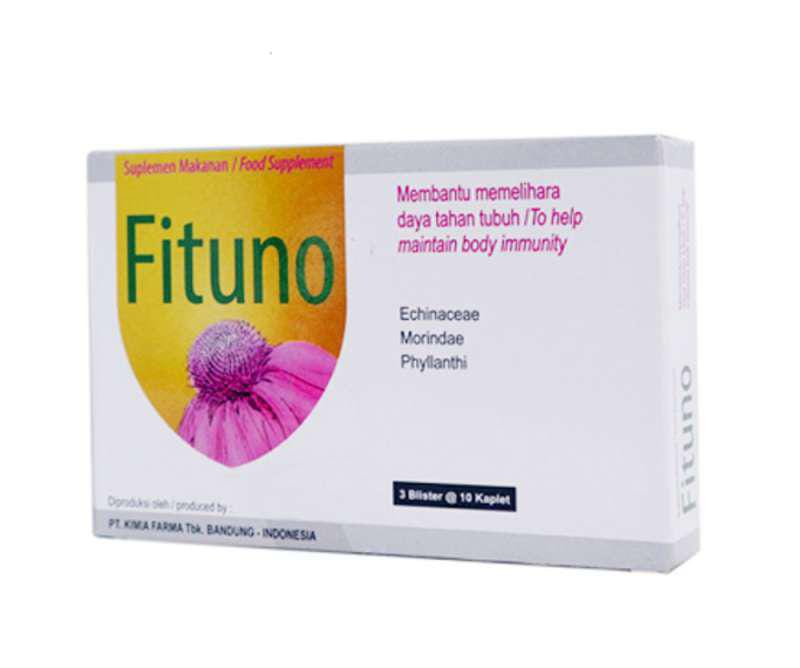 Suplemen Makanan / Food Supplement
Fituno
Membantu memelihara
daya tahan tubuh /To help
maintain body immunity
Echinaceae
Morindae
Phyllanthi
3 Blister @ 10 Kaplet
Diproduksi oleh / produced by :
PT. KIMIA FARMA Tbk. BANDUNG - INDONESIA
Fituno